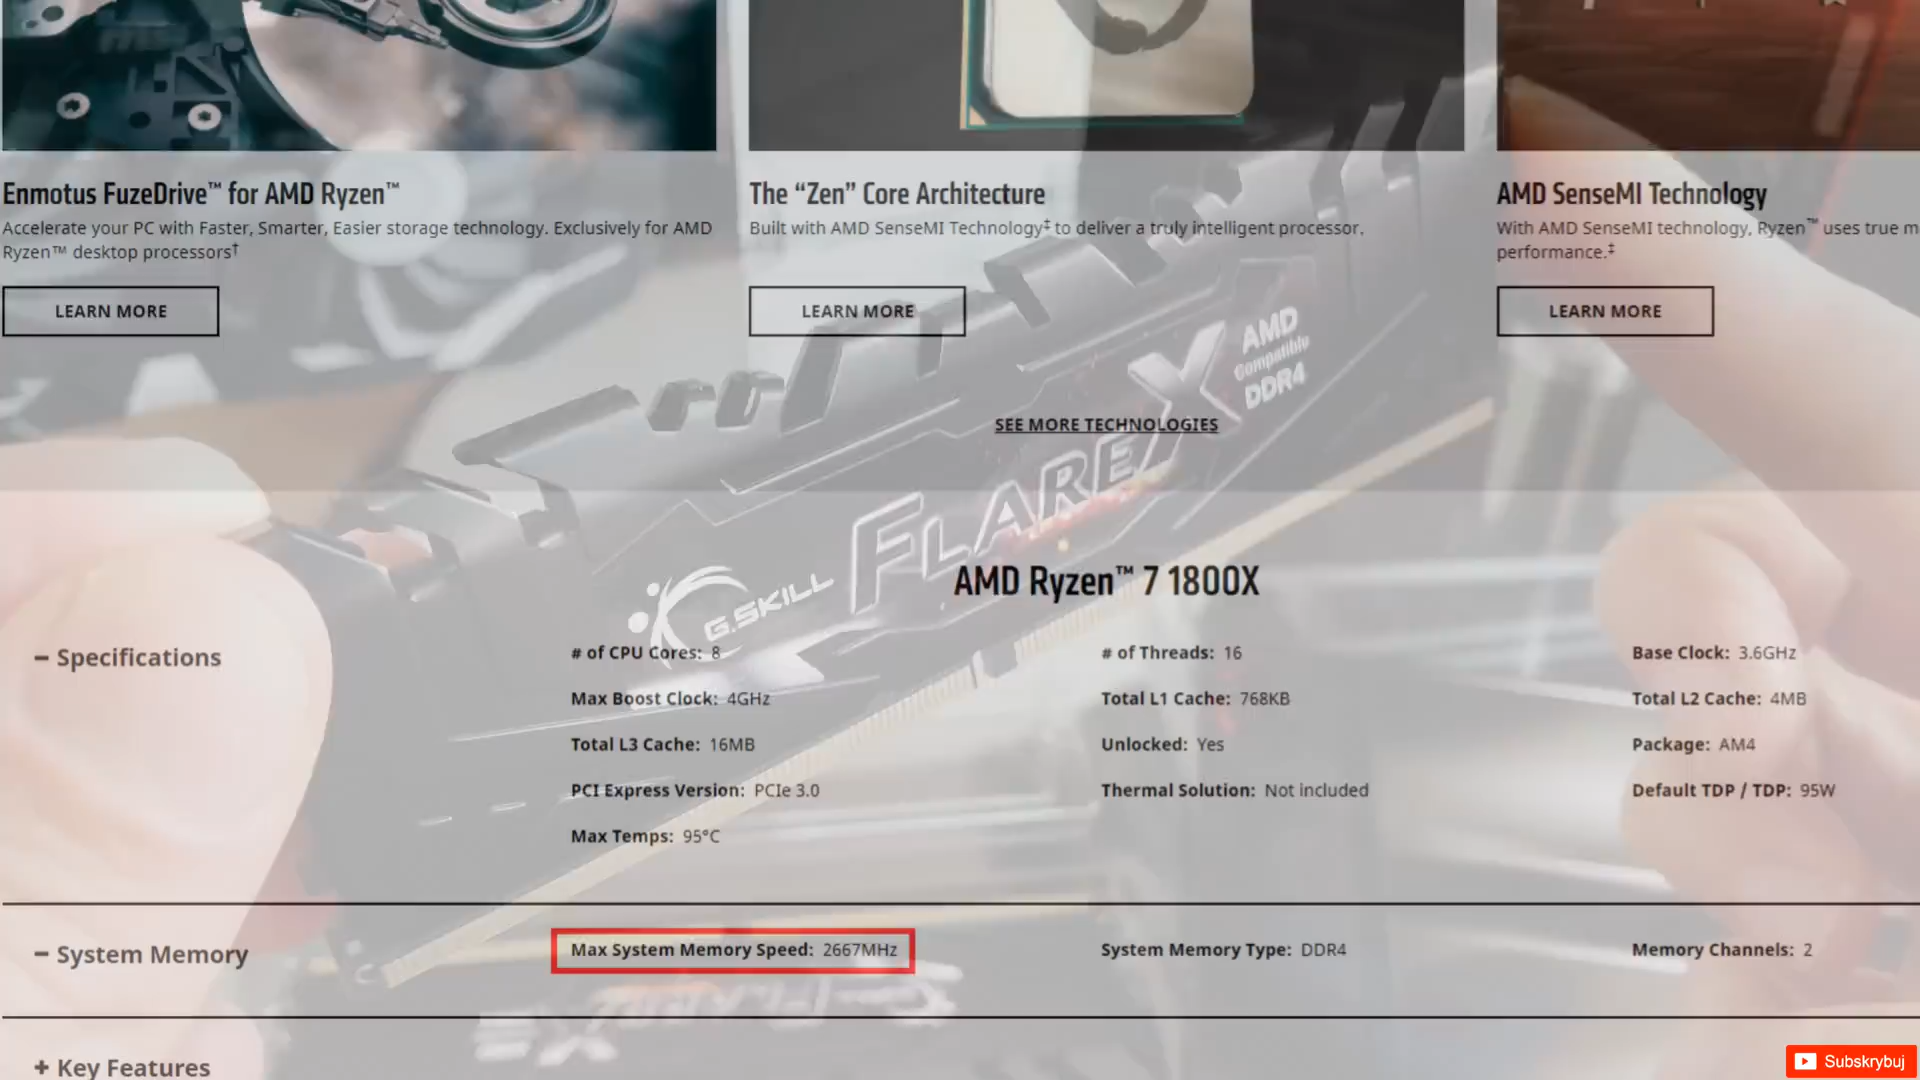 Enmotus FuzeDrive™ for AMD Ryzen™
Accelerate your PC with Faster, Smarter, Easier storage technology. Exclusively for AMD
Ryzen™ desktop processors†
LEARN MORE
The “Zen” Core Architecture
Built with AMD SenseMI Technology‡ to deliver a truly intelligent processor.
LEARN MORE
AMD SenseMI Technology
With AMD SenseMI technology, Ryzen™ uses true
performance.‡
LEARN MORE
AMD
Compatible
DDR4
SEE MORE TECHNOLOGIES
FLARE X
G.SKILL
AMD Ryzen™ 7 1800X
− Specifications
# of CPU Cores: 8
# of Threads: 16
Base Clock: 3.6GHz
Max Boost Clock: 4GHz
Total L1 Cache: 768KB
Total L2 Cache: 4MB
Total L3 Cache: 16MB
Unlocked: Yes
Package: AM4
PCI Express Version: PCIe 3.0
Thermal Solution: Not included
Default TDP / TDP: 95W
Max Temps: 95°C
− System Memory
Max System Memory Speed: 2667MHz
System Memory Type: DDR4
Memory Channels: 2
+ Key Features
Subskrybuj